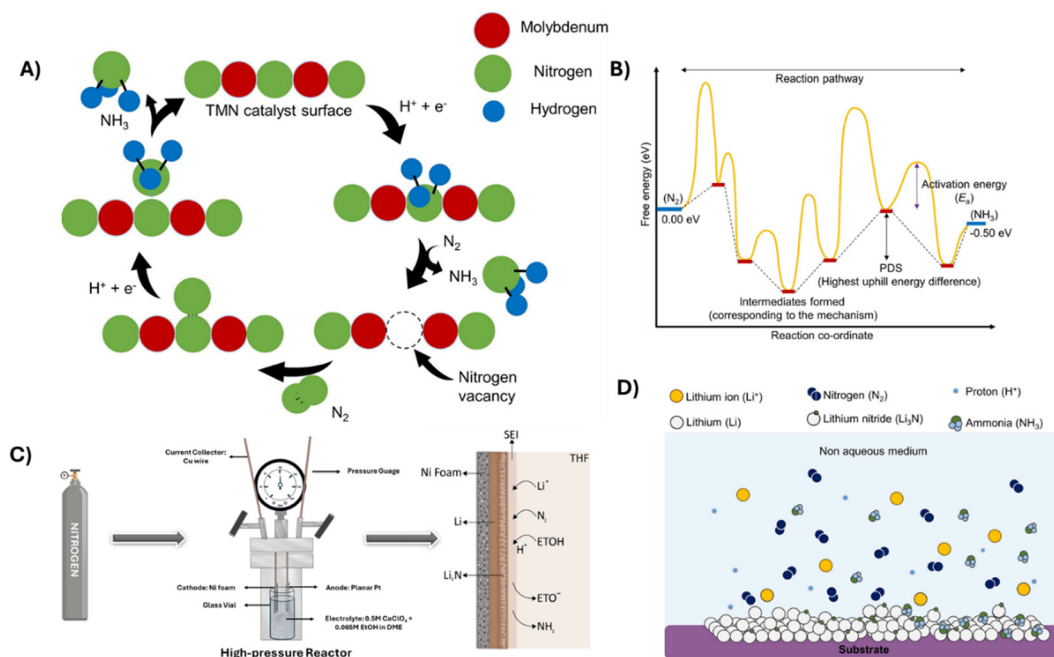 A)
Molybdenum
Nitrogen
Hydrogen
NH₃
TMN catalyst surface
H⁺ + e⁻
N₂
NH₃
H⁺ + e⁻
Nitrogen
vacancy
N₂
B)
Reaction pathway
Free energy (eV)
(N₂)
0.00 eV
Activation energy
(Eₐ)
(NH₃)
-0.50 eV
PDS
(Highest uphill energy difference)
Intermediates formed
(corresponding to the mechanism)
Reaction co-ordinate
C)
NITROGEN
Current Collector:
Cu wire
Pressure Guage
Cathode: Ni foam
Anode: Planar Pt
Glass Vial
Electrolyte: 0.5M CaClO₄ +
0.065M EtOH in DME
High-pressure Reactor
SEI
THF
Ni Foam
Li⁺
Li
N₂
ETOH
H⁺
Li₃N
ETO⁻
NH₃
D)
Lithium ion (Li⁺)
Nitrogen (N₂)
Proton (H⁺)
Lithium (Li)
Lithium nitride (Li₃N)
Ammonia (NH₃)
Non aqueous medium
Substrate